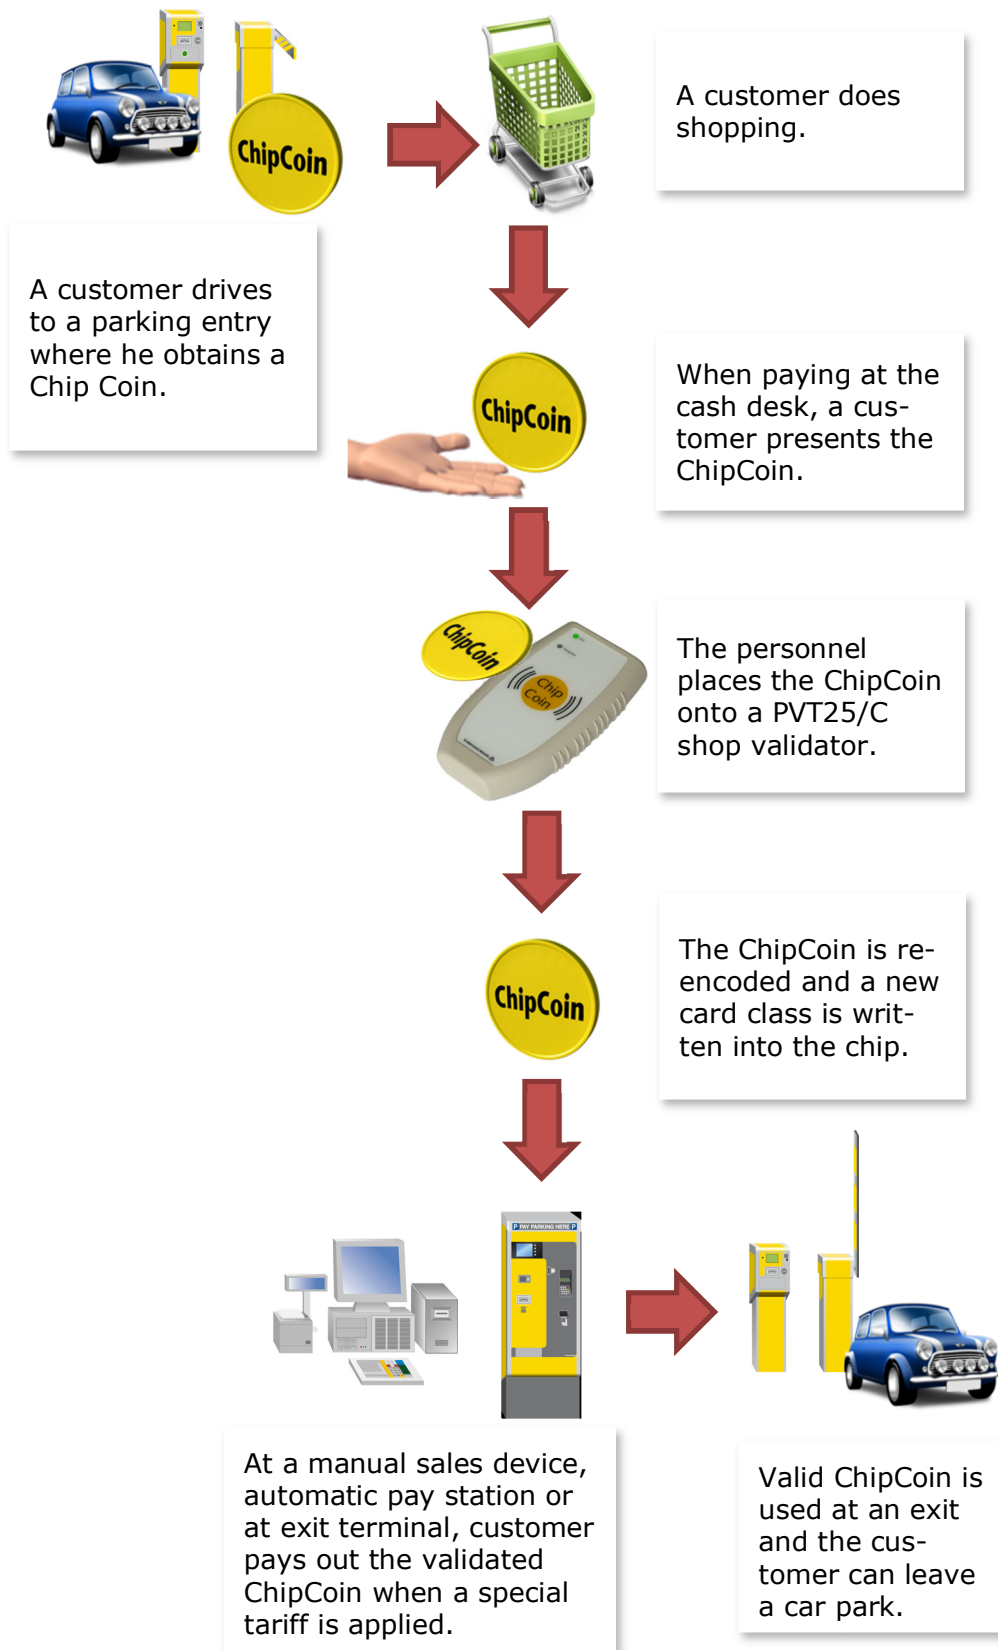 ChipCoin
A customer does
shopping.
A customer drives
to a parking entry
where he obtains a
Chip Coin.
ChipCoin
When paying at the
cash desk, a cus-
tomer presents the
ChipCoin.
ChipCoin
Chip
Coin
The personnel
places the ChipCoin
onto a PVT25/C
shop validator.
ChipCoin
The ChipCoin is re-
encoded and a new
card class is writ-
ten into the chip.
P PAY PARKING HERE P
At a manual sales device,
automatic pay station or
at exit terminal, customer
pays out the validated
ChipCoin when a special
tariff is applied.
Valid ChipCoin is
used at an exit
and the cus-
tomer can leave
a car park.